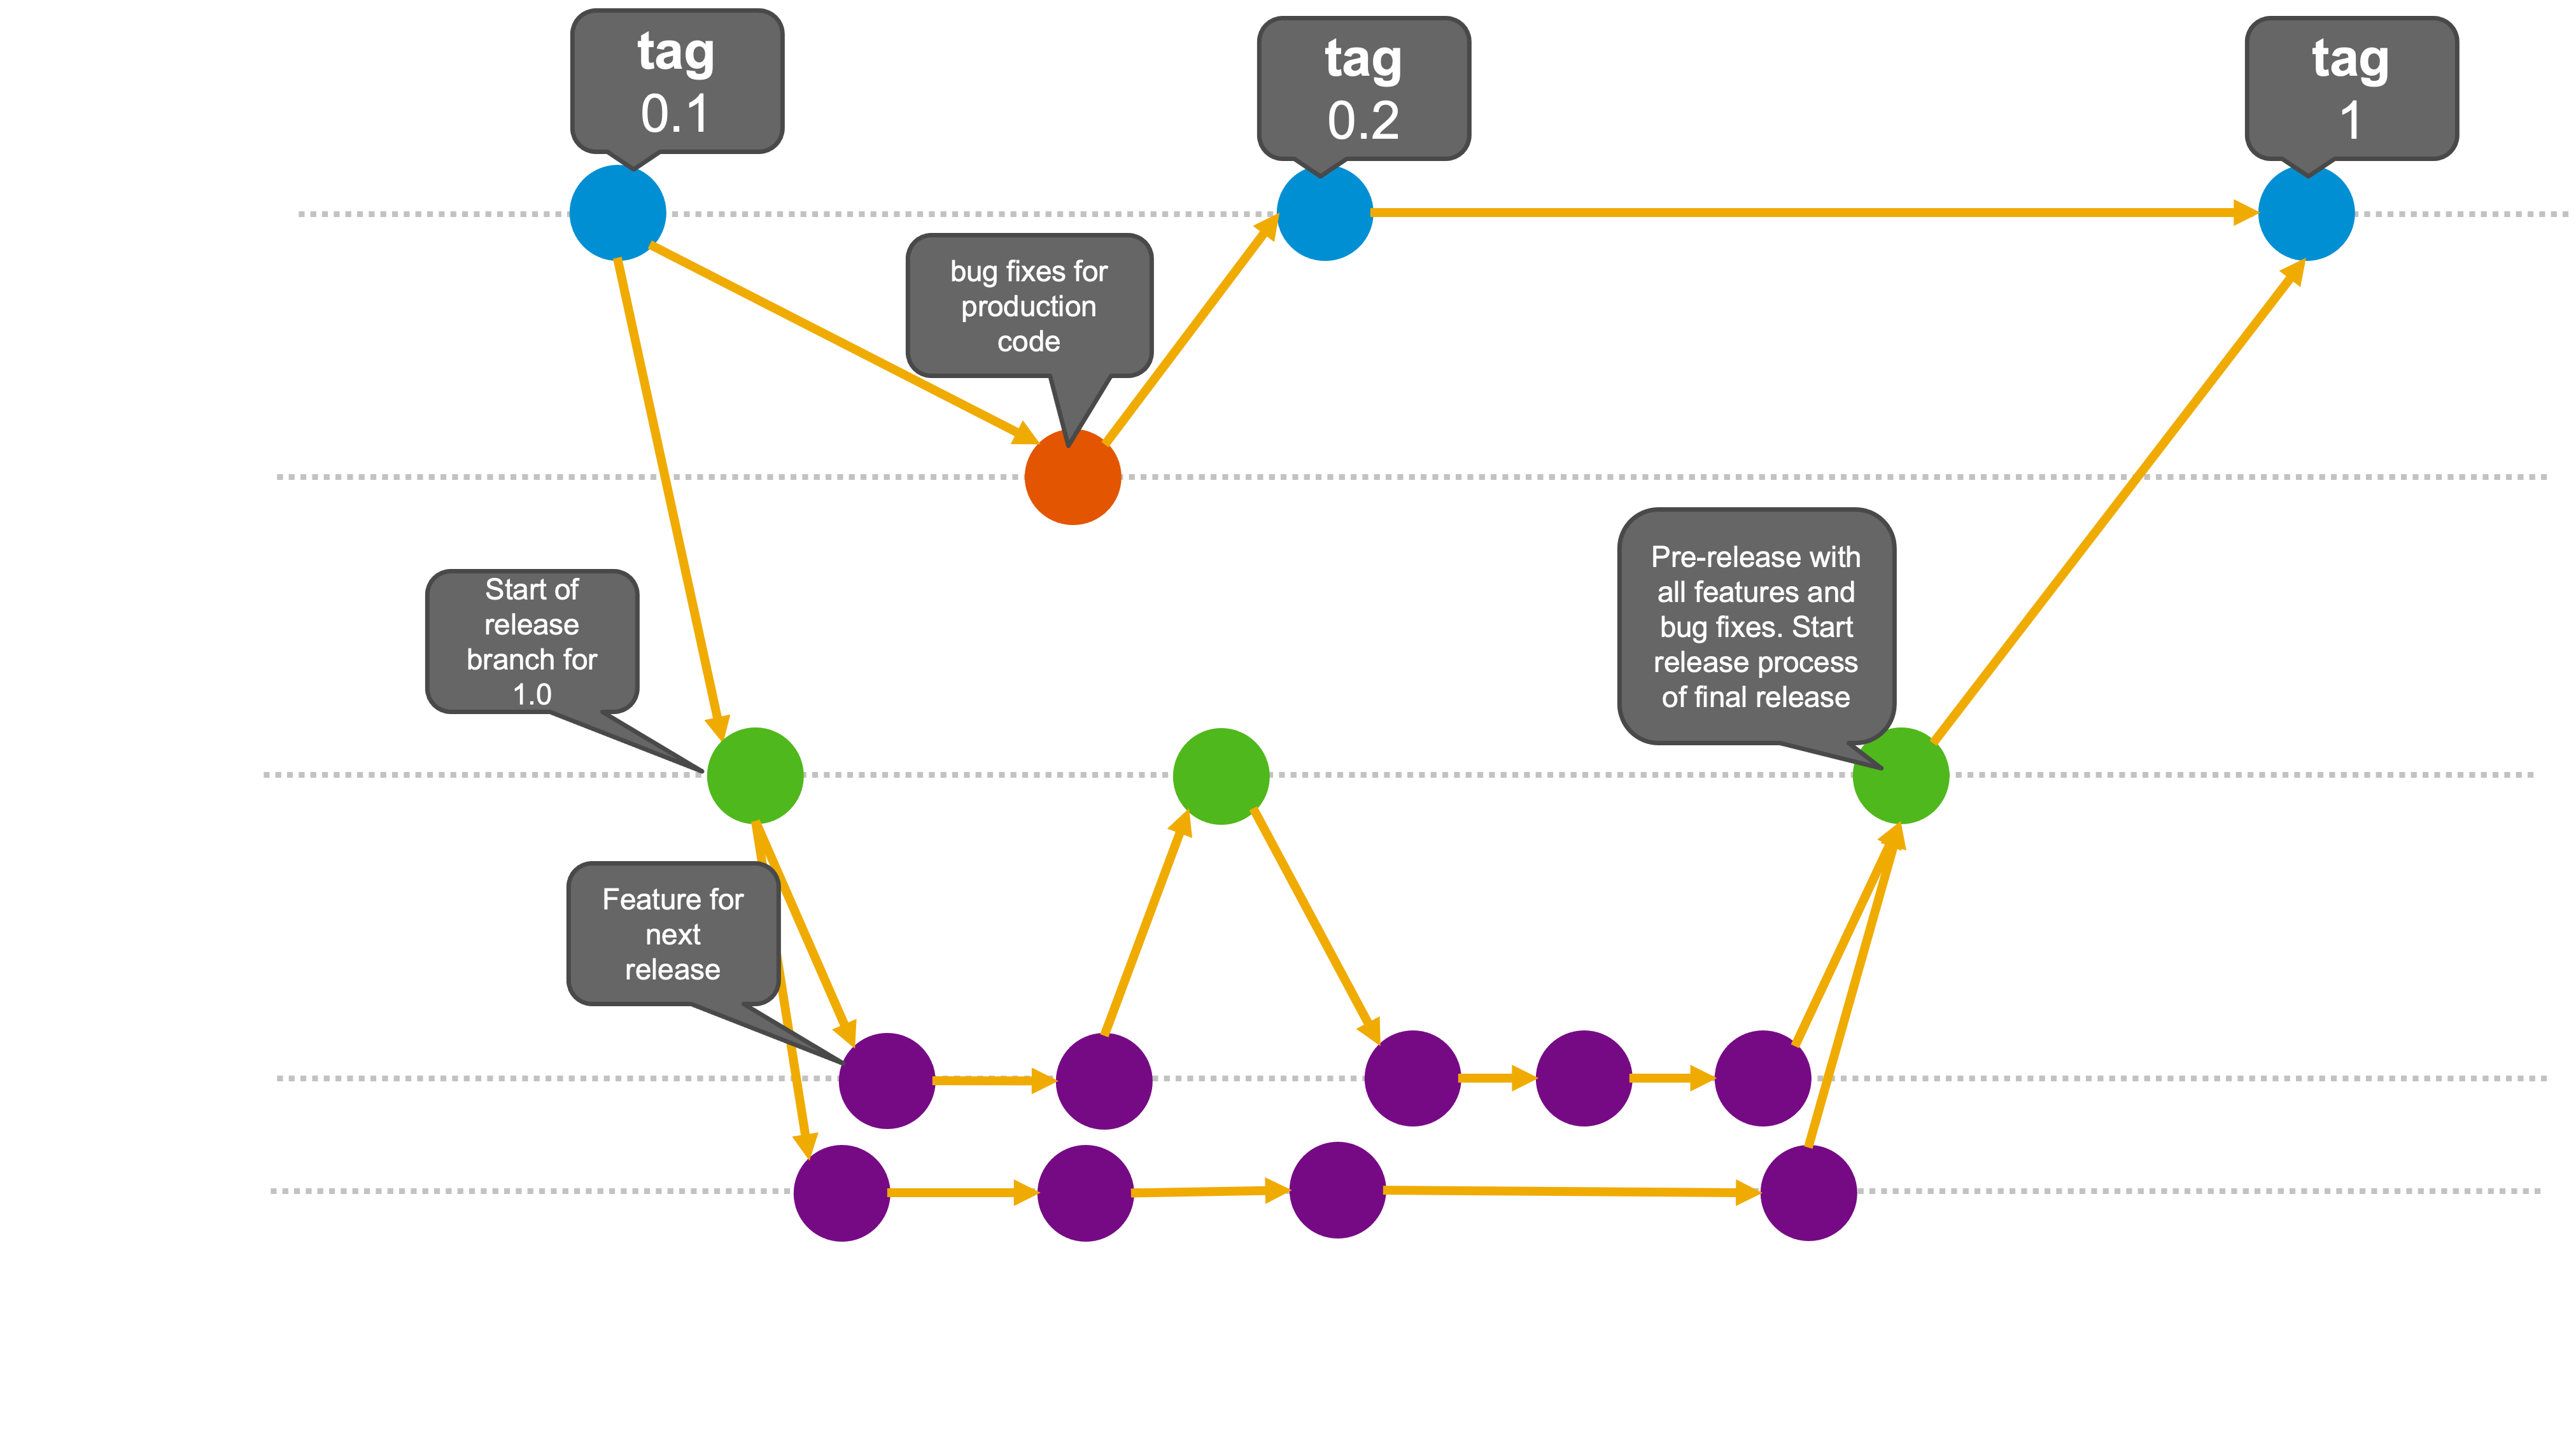 tag
0.1
tag
0.2
tag
1
bug fixes for
production
code
Start of
release
branch for
1.0
Pre-release with
all features and
bug fixes. Start
release process
of final release
Feature for
next
release